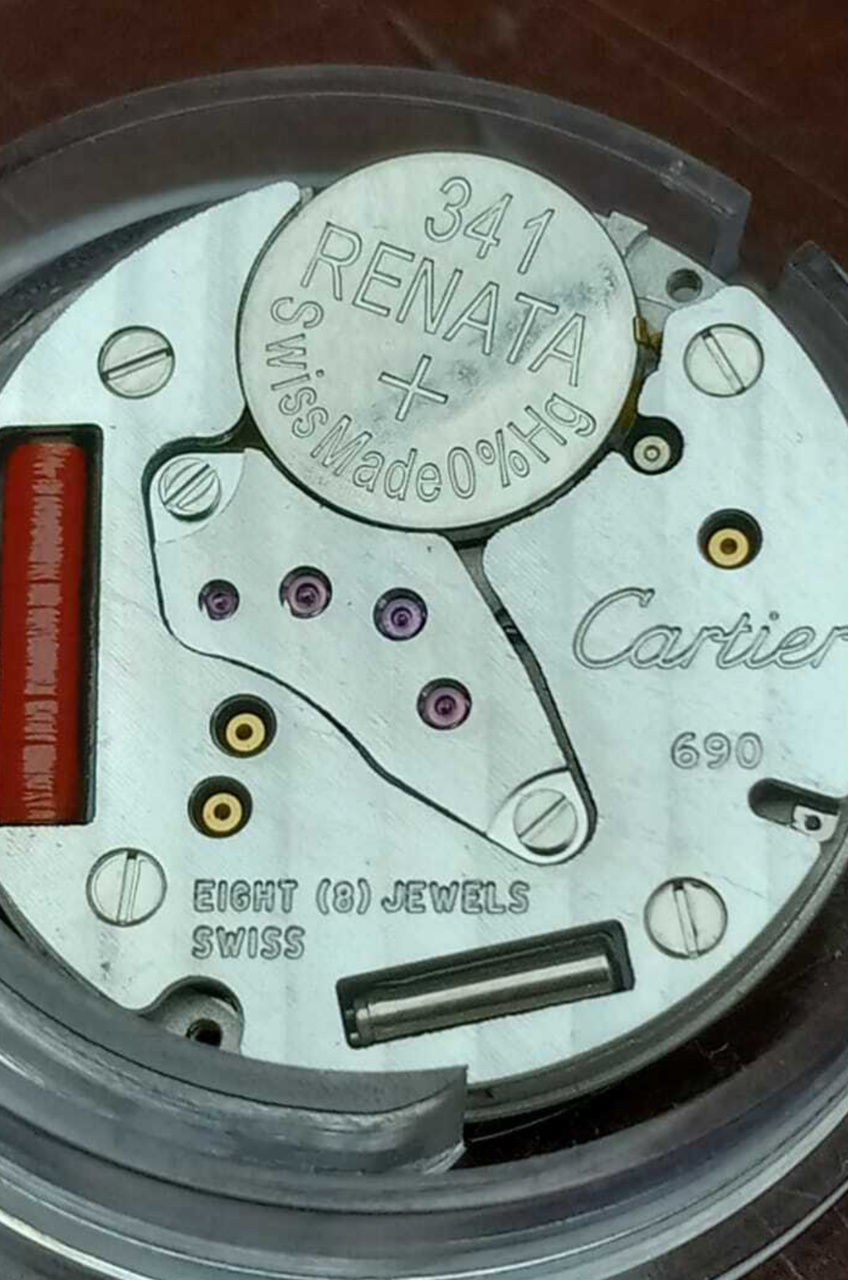 341
RENATA
SwissMade0%Hg
+
Cartier
690
EIGHT (8) JEWELS
SWISS